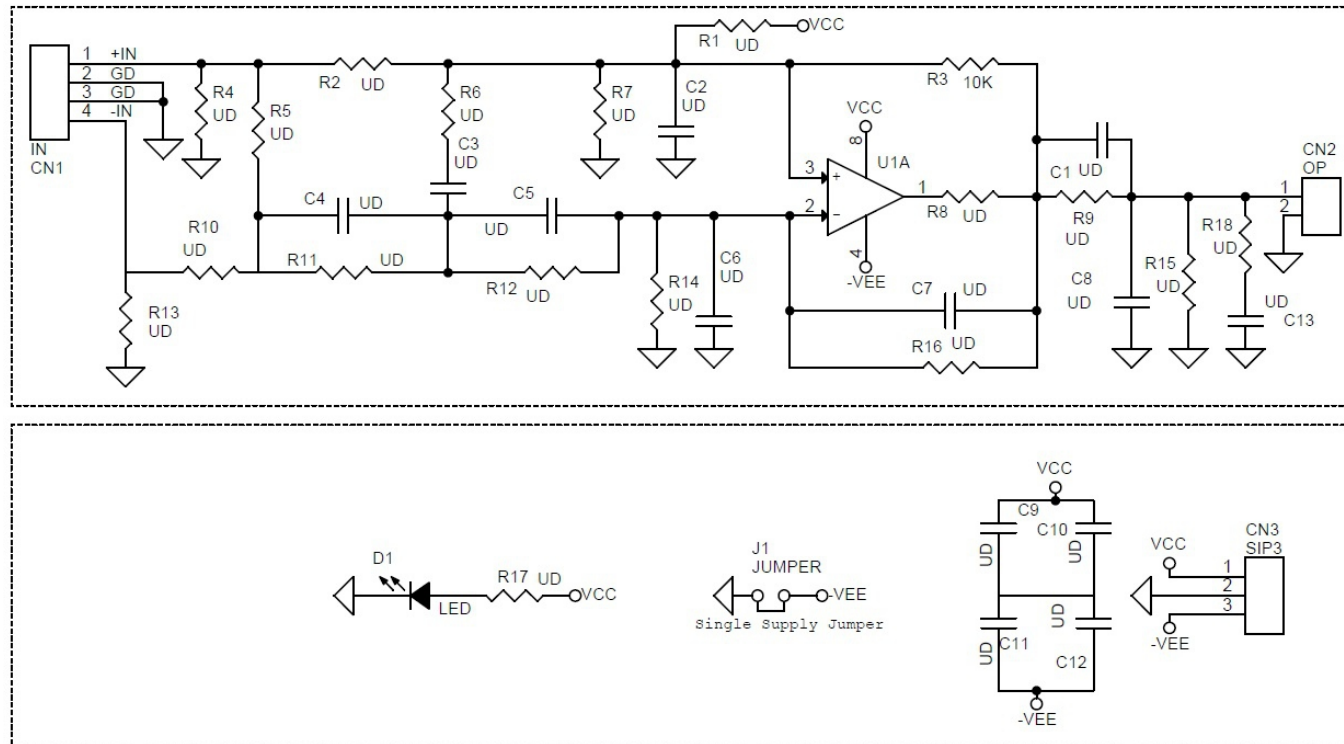 VCC
R1
UD
IN
CN1
1 +IN
2 GD
3 GD
4 -IN
R4
UD
R5
UD
R2
UD
R6
UD
C3
UD
R7
UD
C2
UD
R3
10K
VCC
8
U1A
3 +
2 −
1
4
-VEE
R8
UD
C1
UD
R9
UD
CN2
OP
1
2
R18
UD
R15
UD
C8
UD
UD
C13
C4
UD
C5
UD
R10
UD
R11
UD
R12
UD
R13
UD
R14
UD
C6
UD
C7
UD
R16
UD
D1
LED
R17
UD
VCC
J1
JUMPER
-VEE
Single Supply Jumper
VCC
C9
UD
C10
UD
C11
UD
C12
UD
-VEE
CN3
SIP3
VCC
1
2
3
-VEE